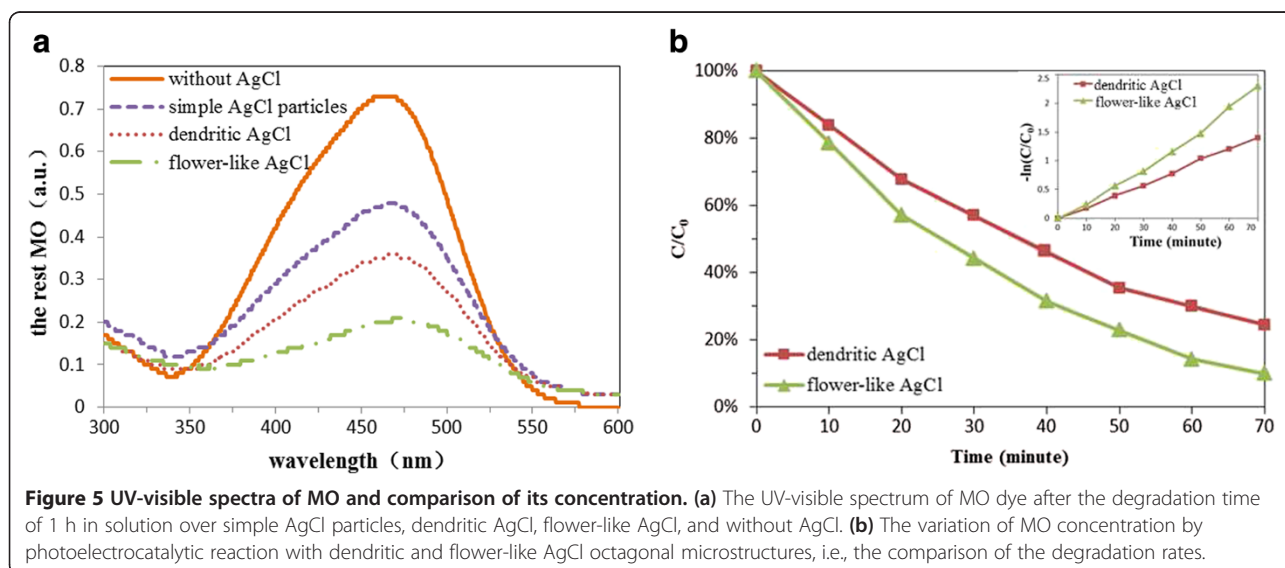 a
0.8
0.7
0.6
0.5
0.4
0.3
0.2
0.1
0
the rest MO（a.u.）
without AgCl
simple AgCl particles
dendritic AgCl
flower-like AgCl
300 350 400 450 500 550 600
wavelength（nm）
b
100%
80%
60%
40%
20%
0%
C/C0
dendritic AgCl
flower-like AgCl
0 10 20 30 40 50 60 70
Time (minute)
2.5
2
1.5
1
0.5
0
-ln(C/C0)
dendritic AgCl
flower-like AgCl
0 10 20 30 40 50 60 70
Time (minute)
Figure 5 UV-visible spectra of MO and comparison of its concentration. (a) The UV-visible spectrum of MO dye after the degradation time
of 1 h in solution over simple AgCl particles, dendritic AgCl, flower-like AgCl, and without AgCl. (b) The variation of MO concentration by
photoelectrocatalytic reaction with dendritic and flower-like AgCl octagonal microstructures, i.e., the comparison of the degradation rates.